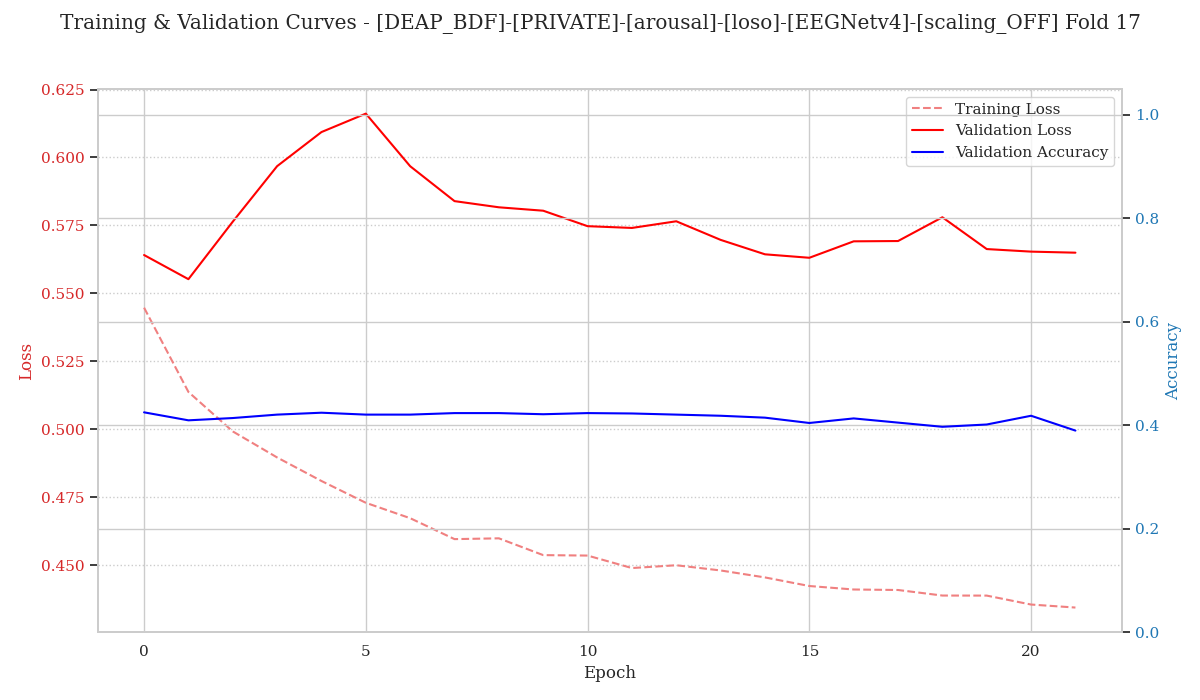 Training & Validation Curves - [DEAP_BDF]-[PRIVATE]-[arousal]-[loso]-[EEGNetv4]-[scaling_OFF] Fold 17
Training Loss
Validation Loss
Validation Accuracy
0.625
0.600
0.575
0.550
0.525
0.500
0.475
0.450
Loss
1.0
0.8
0.6
0.4
0.2
0.0
Accuracy
0
5
10
15
20
Epoch